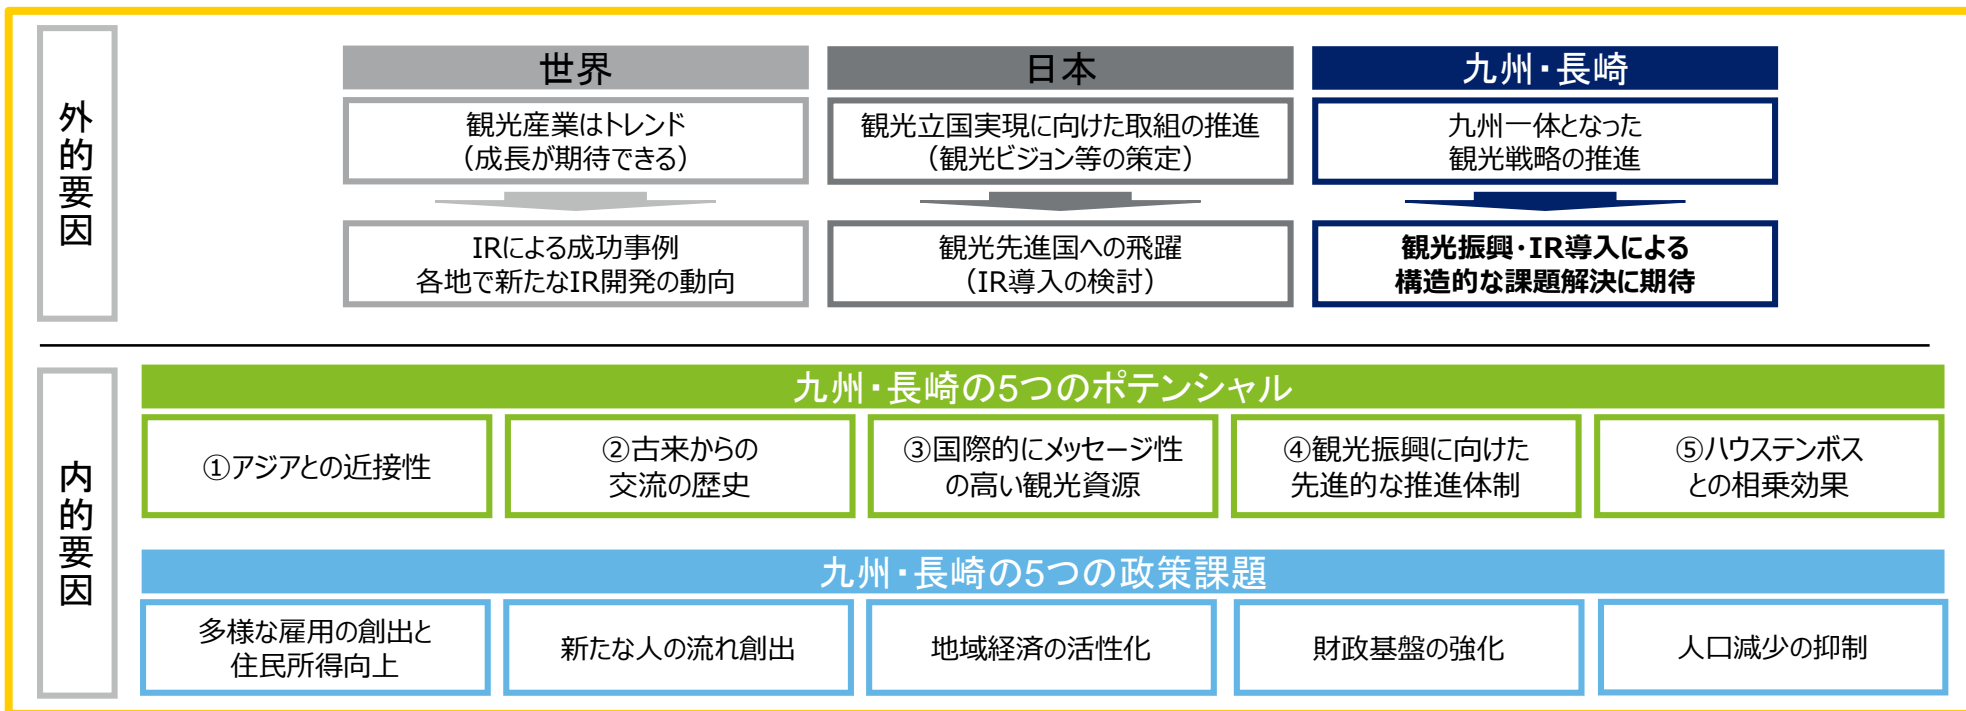 外的要因
世界
観光産業はトレンド
（成長が期待できる）
IRによる成功事例
各地で新たなIR開発の動向
日本
観光立国実現に向けた取組の推進
（観光ビジョン等の策定）
観光先進国への飛躍
（IR導入の検討）
九州・長崎
九州一体となった
観光戦略の推進
観光振興・IR導入による
構造的な課題解決に期待
内的要因
九州・長崎の5つのポテンシャル
①アジアとの近接性
②古来からの
交流の歴史
③国際的にメッセージ性
の高い観光資源
④観光振興に向けた
先進的な推進体制
⑤ハウステンボス
との相乗効果
九州・長崎の5つの政策課題
多様な雇用の創出と
住民所得向上
新たな人の流れ創出
地域経済の活性化
財政基盤の強化
人口減少の抑制